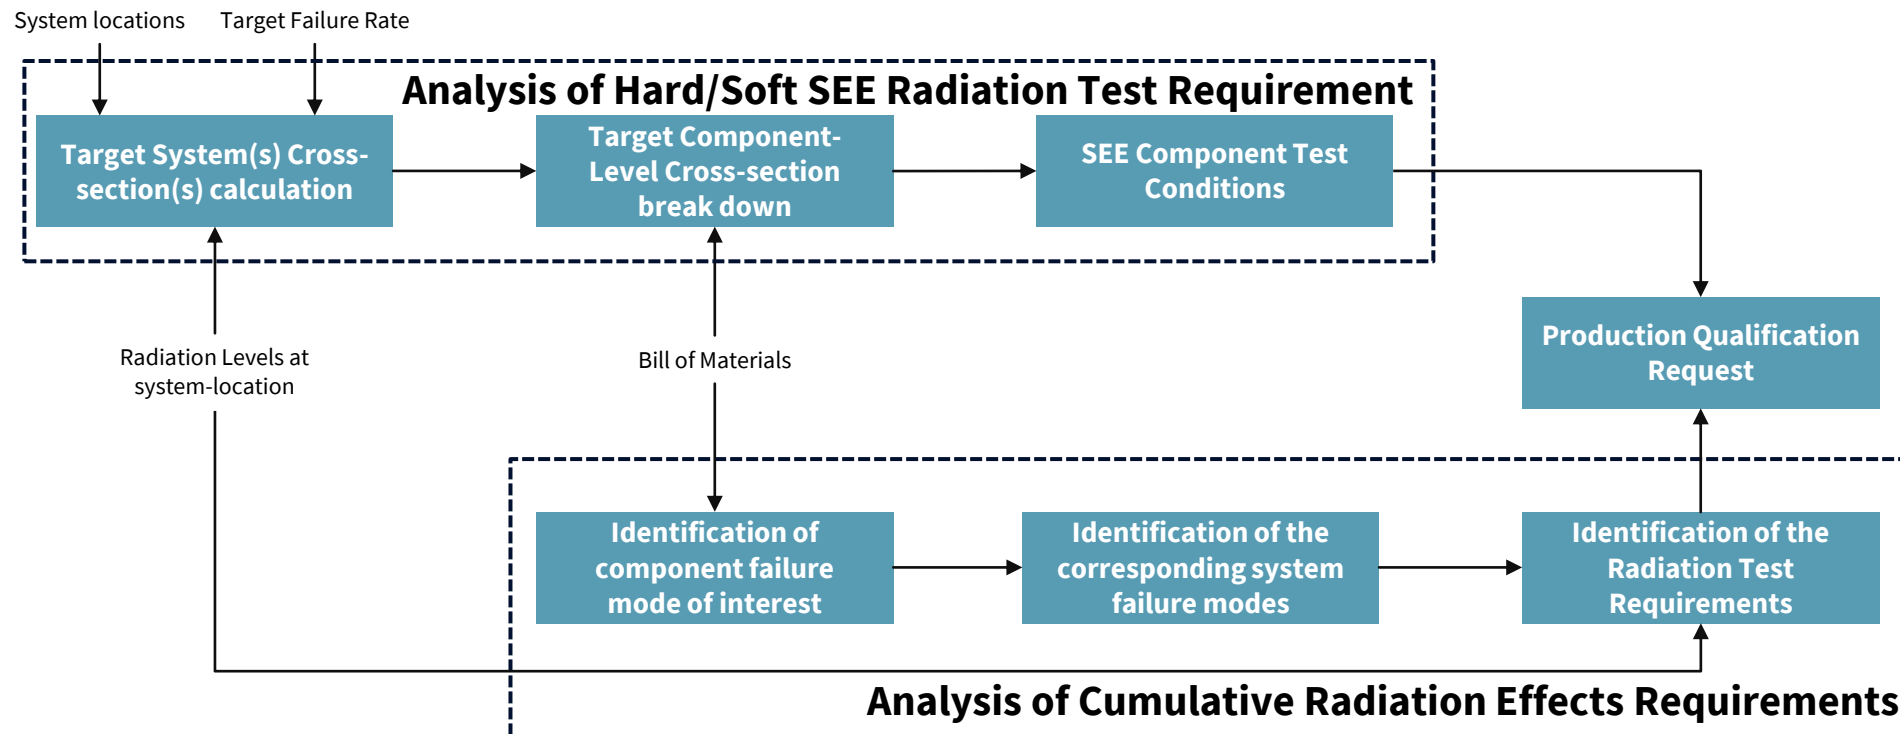 System locations
Target Failure Rate
Analysis of Hard/Soft SEE Radiation Test Requirement
Target System(s) Cross-
section(s) calculation
Target Component-
Level Cross-section
break down
SEE Component Test
Conditions
Radiation Levels at
system-location
Bill of Materials
Production Qualification
Request
Identification of
component failure
mode of interest
Identification of the
corresponding system
failure modes
Identification of the
Radiation Test
Requirements
Analysis of Cumulative Radiation Effects Requirements